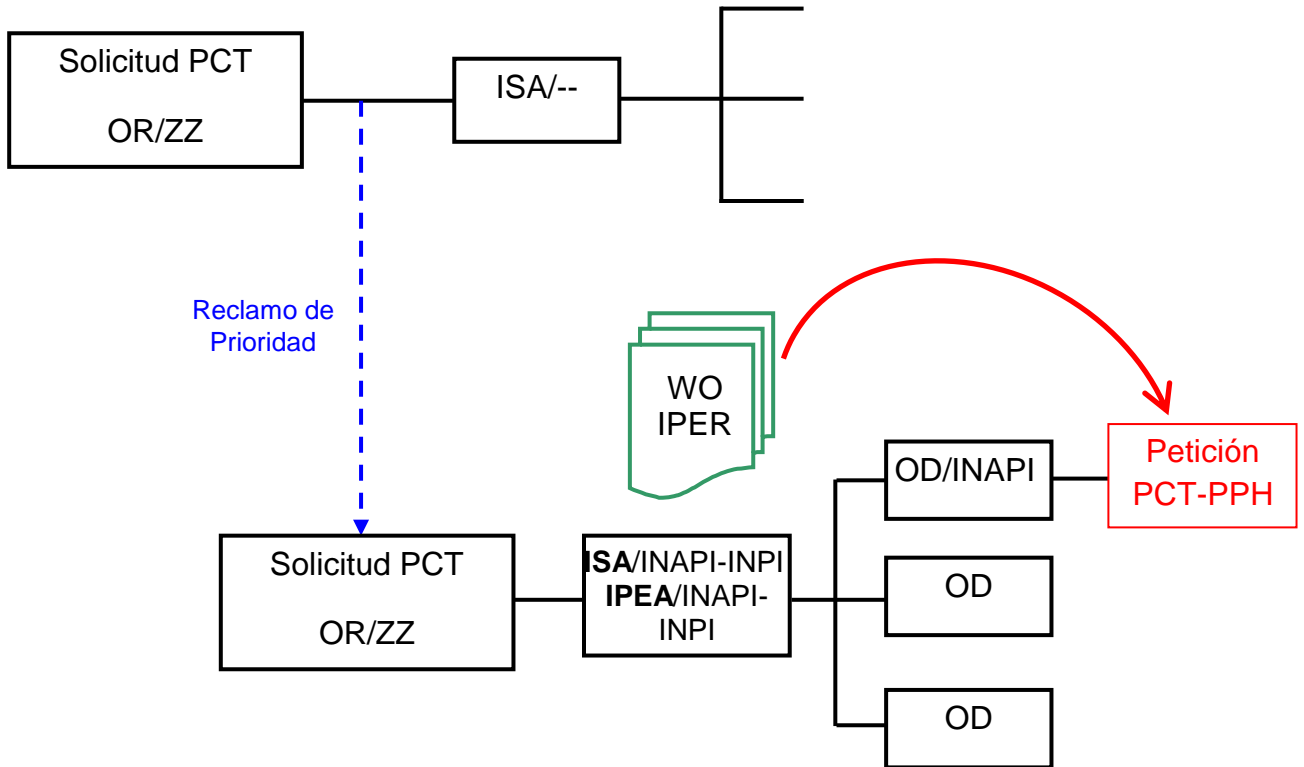 Solicitud PCT
OR/ZZ
ISA/--
Reclamo de
Prioridad
WO
IPER
OD/INAPI
Petición
PCT-PPH
Solicitud PCT
OR/ZZ
ISA/INAPI-INPI
IPEA/INAPI-
INPI
OD
OD